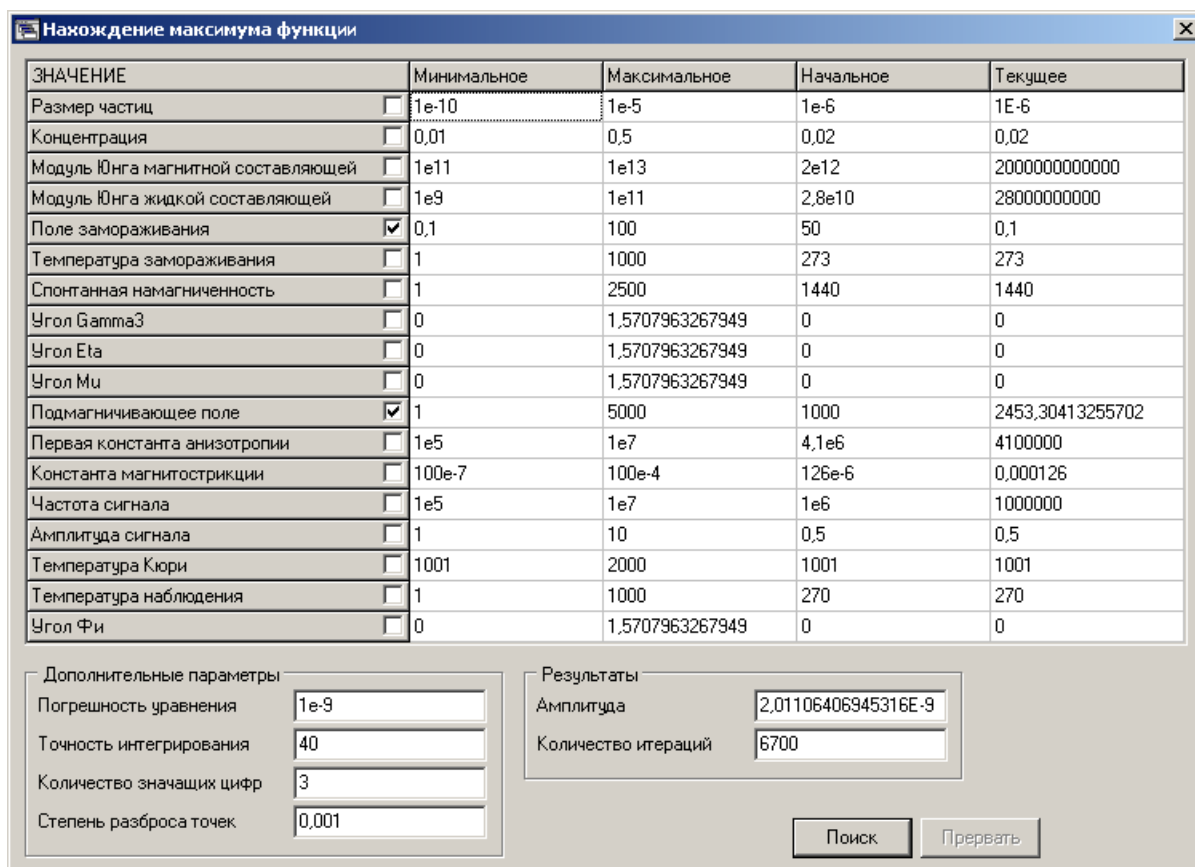 Нахождение максимума функции
ЗНАЧЕНИЕ Минимальное Максимальное Начальное Текущее
Размер частиц 1e-10 1e-5 1e-6 1E-6
Концентрация 0,01 0,5 0,02 0,02
Модуль Юнга магнитной составляющей 1e11 1e13 2e12 2000000000000
Модуль Юнга жидкой составляющей 1e9 1e11 2,8e10 28000000000
Поле замораживания 0,1 100 50 0,1
Температура замораживания 1 1000 273 273
Спонтанная намагниченность 1 2500 1440 1440
Угол Gamma3 0 1,5707963267949 0 0
Угол Eta 0 1,5707963267949 0 0
Угол Mu 0 1,5707963267949 0 0
Подмагничивающее поле 1 5000 1000 2453,30413255702
Первая константа анизотропии 1e5 1e7 4,1e6 4100000
Константа магнитострикции 100e-7 100e-4 126e-6 0,000126
Частота сигнала 1e5 1e7 1e6 1000000
Амплитуда сигнала 1 10 0,5 0,5
Температура Кюри 1001 2000 1001 1001
Температура наблюдения 1 1000 270 270
Угол Фи 0 1,5707963267949 0 0
Дополнительные параметры
Погрешность уравнения 1e-9
Точность интегрирования 40
Количество значащих цифр 3
Степень разброса точек 0,001
Результаты
Амплитуда 2,01106406945316E-9
Количество итераций 6700
Поиск Прервать